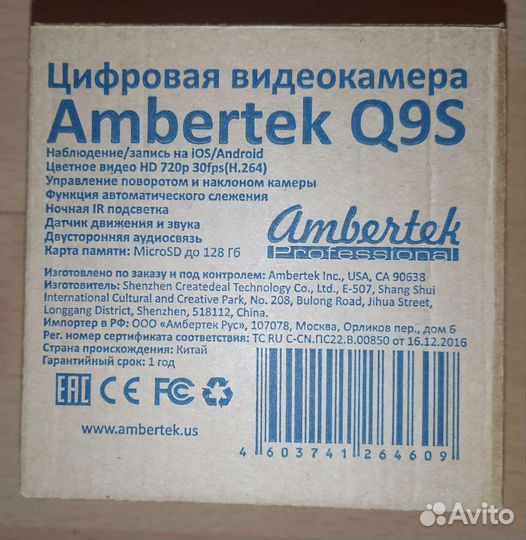 Цифровая видеокамера
Ambertek Q9S
Наблюдение/запись на iOS/Android
Цветное видео HD 720p 30fps(H.264)
Управление поворотом и наклоном камеры
Функция автоматического слежения
Ночная IR подсветка
Датчик движения и звука
Двусторонняя аудиосвязь
Карта памяти: MicroSD до 128 Гб
ambertek
Professional
Изготовлено по заказу и под контролем: Ambertek Inc., USA, CA 90638
Изготовитель: Shenzhen Createdeal Technology Co., Ltd., E-507, Shang Shui
International Cultural and Creative Park, No. 208, Bulong Road, Jihua Street,
Longgang District, Shenzhen, 518112, China.
Импортер в РФ: ООО «Амбертек Рус», 107078, Москва, Орликов пер., дом 6
Рег. номер сертификата соответствия: TC RU C-CN.ПС22.В.00850 от 16.12.2016
Страна происхождения: Китай
Гарантийный срок: 1 год
EAC CE FC
www.ambertek.us
4 603741 264609
Avito